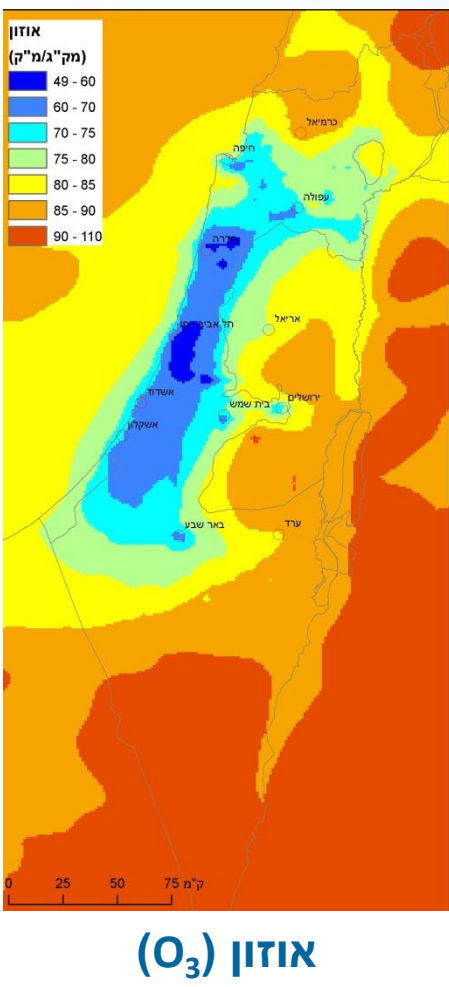 אוזון
(מק"ג/מ"ק)
49 - 60
60 - 70
70 - 75
75 - 80
80 - 85
85 - 90
90 - 110
כרמיאל
חיפה
עפולה
חדרה
תל אביב יפו
אריאל
אשדוד
בית שמש
ירושלים
אשקלון
באר שבע
ערד
0 25 50 75 ק"מ
אוזון (O₃)